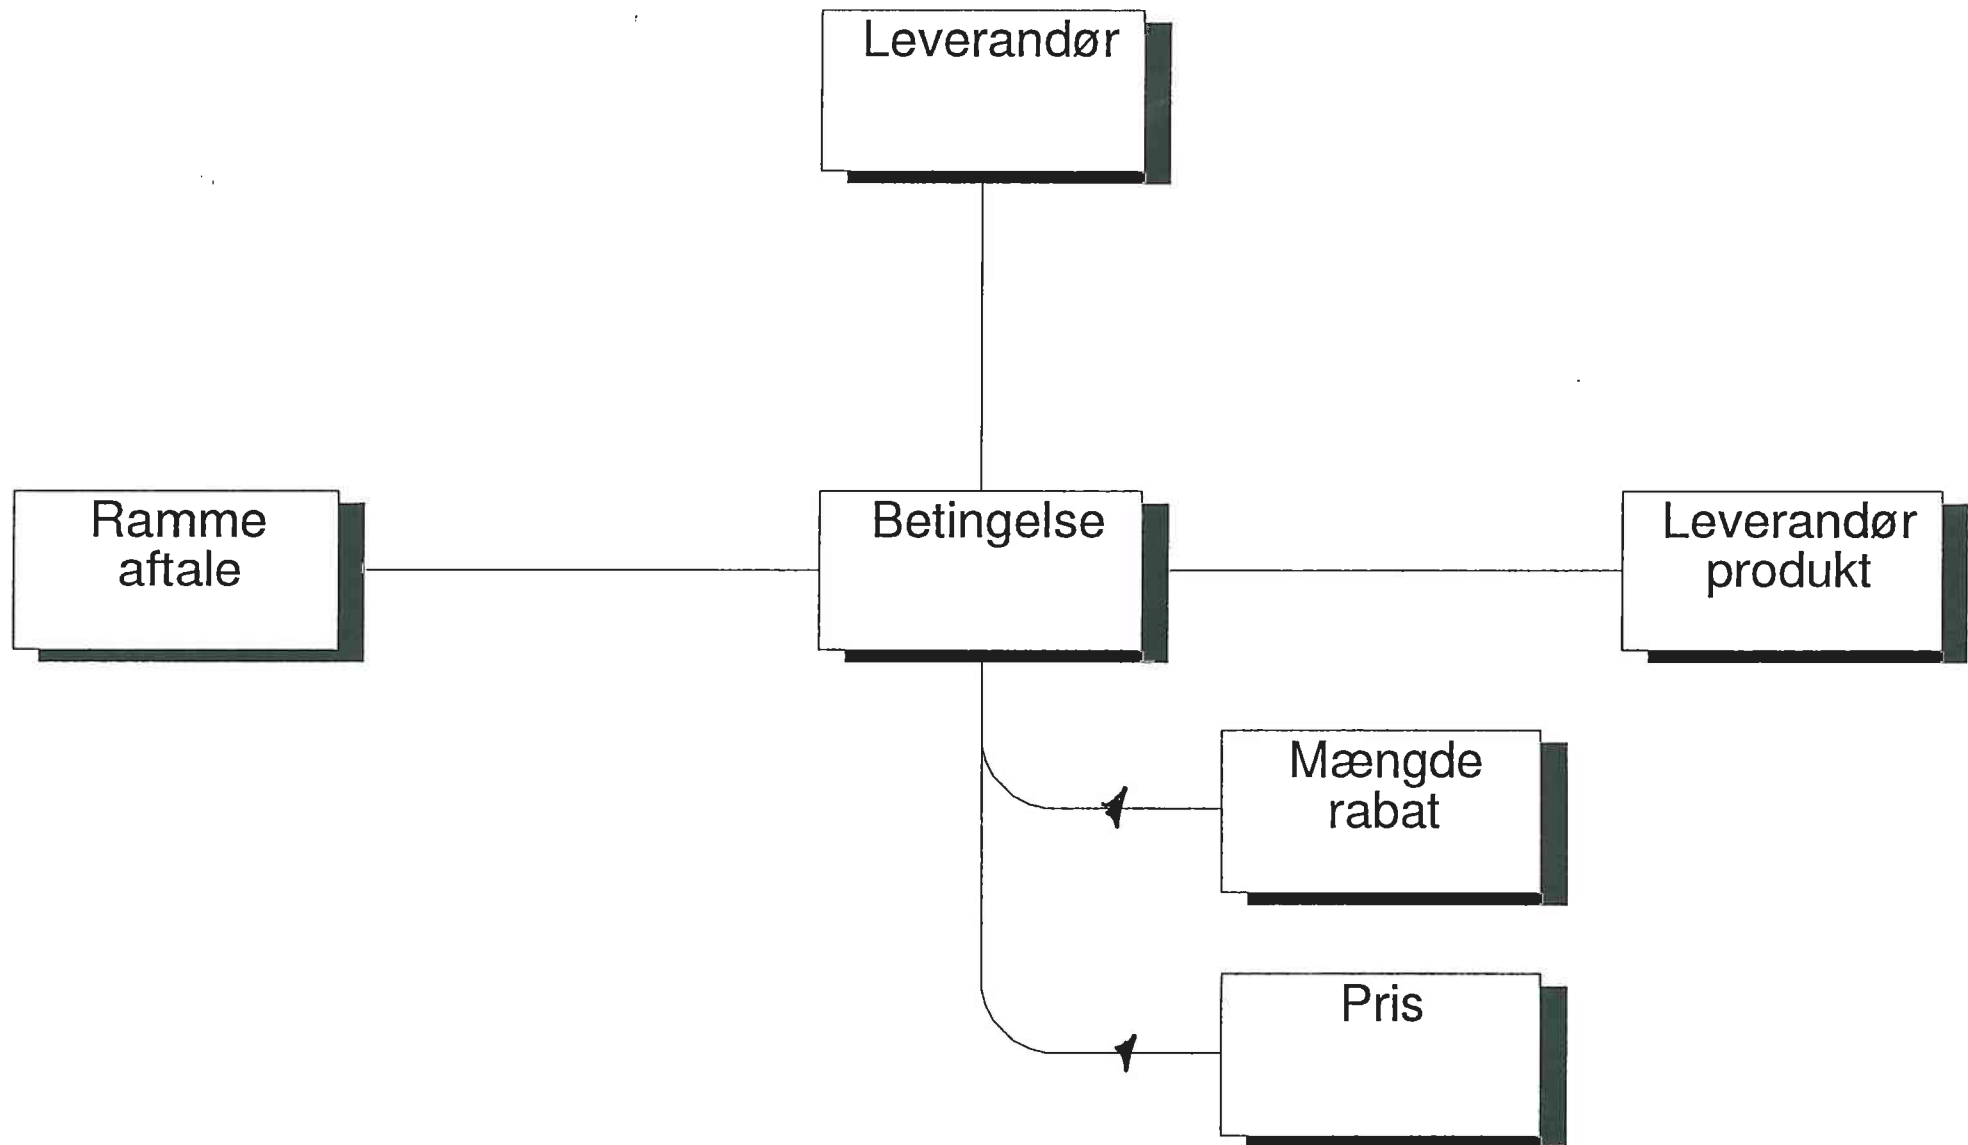 Leverandør
Ramme
aftale
Betingelse
Leverandør
produkt
Mængde
rabat
Pris